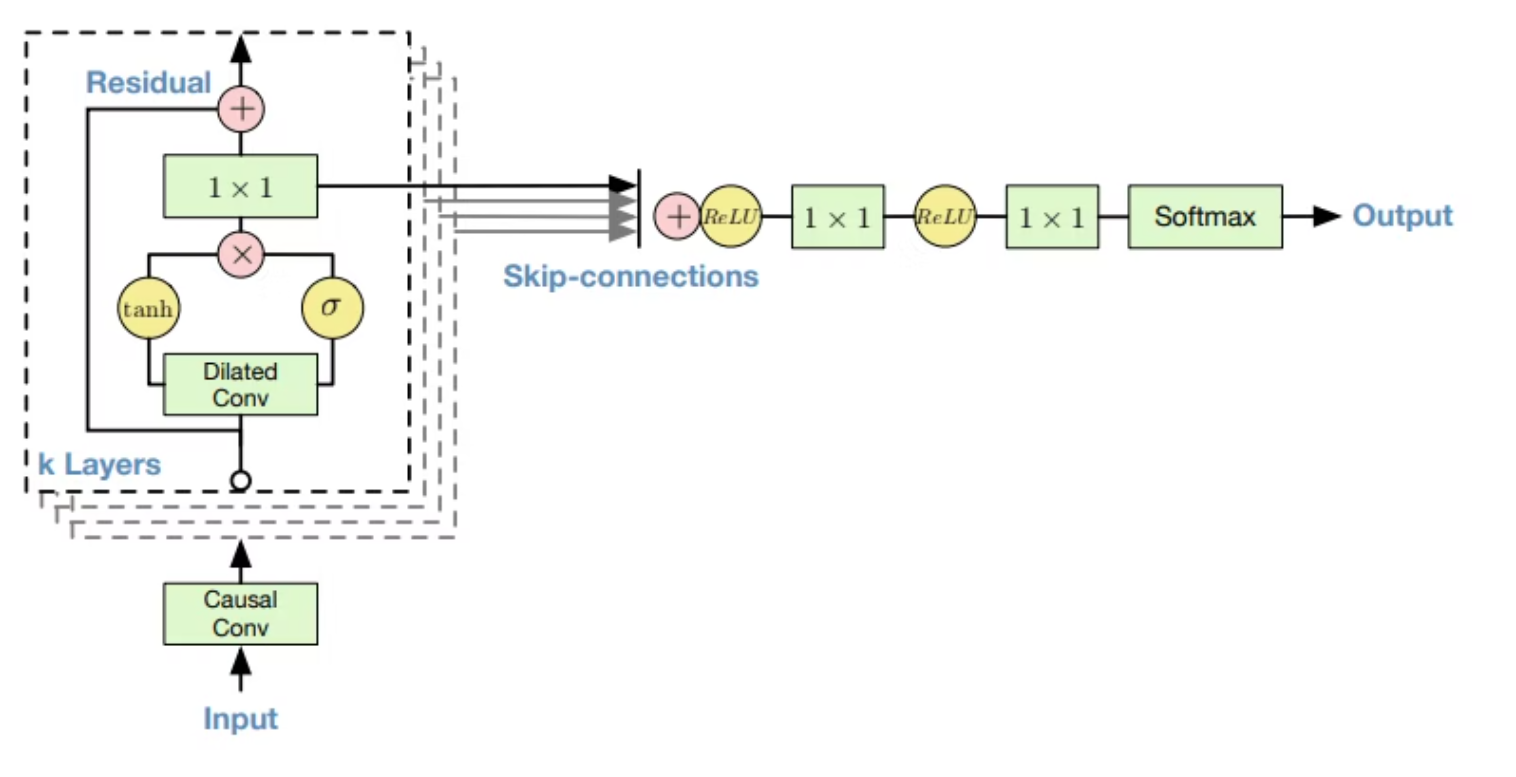 Residual
+
1 × 1
×
tanh
σ
Dilated
Conv
k Layers
Causal
Conv
Input
Skip-connections
+
ReLU
1 × 1
ReLU
1 × 1
Softmax
Output